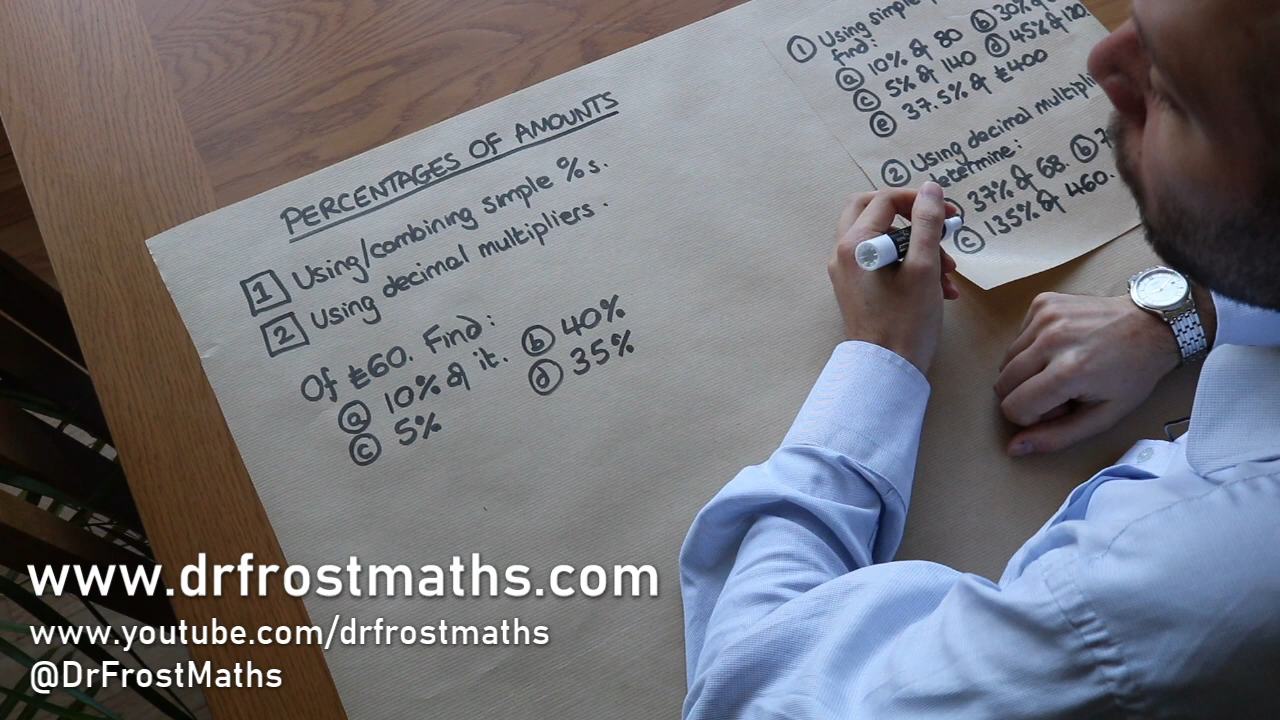 PERCENTAGES OF AMOUNTS
1 Using/combining simple %s.
2 Using decimal multipliers.
Of £60. Find:
(a) 10% of it. (b) 40%
(c) 5% (d) 35%
(1) Using simple
find:
(a) 10% of 80 (b) 30% of
(c) 5% of 140 (d) 45% of 120.
(e) 37.5% of £400
(2) Using decimal
determine:
37% of 68. (b) 7
(c) 135% of 460.
www.drfrostmaths.com
www.youtube.com/drfrostmaths
@DrFrostMaths